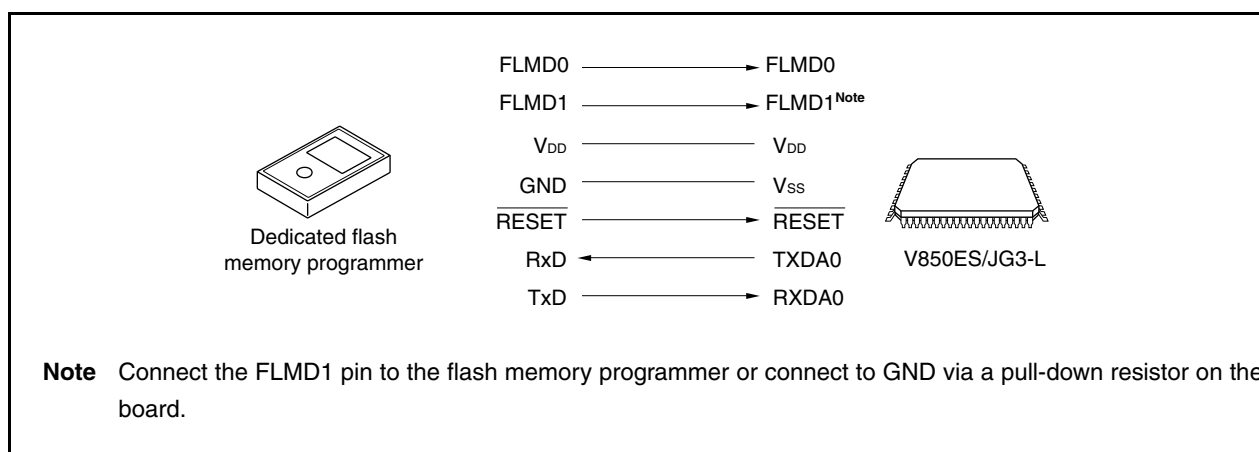 FLMD0 FLMD0
FLMD1 FLMD1Note
VDD VDD
GND VSS
RESET RESET
Dedicated flash
memory programmer
RxD TXDA0
V850ES/JG3-L
TxD RXDA0
Note Connect the FLMD1 pin to the flash memory programmer or connect to GND via a pull-down resistor on the
board.